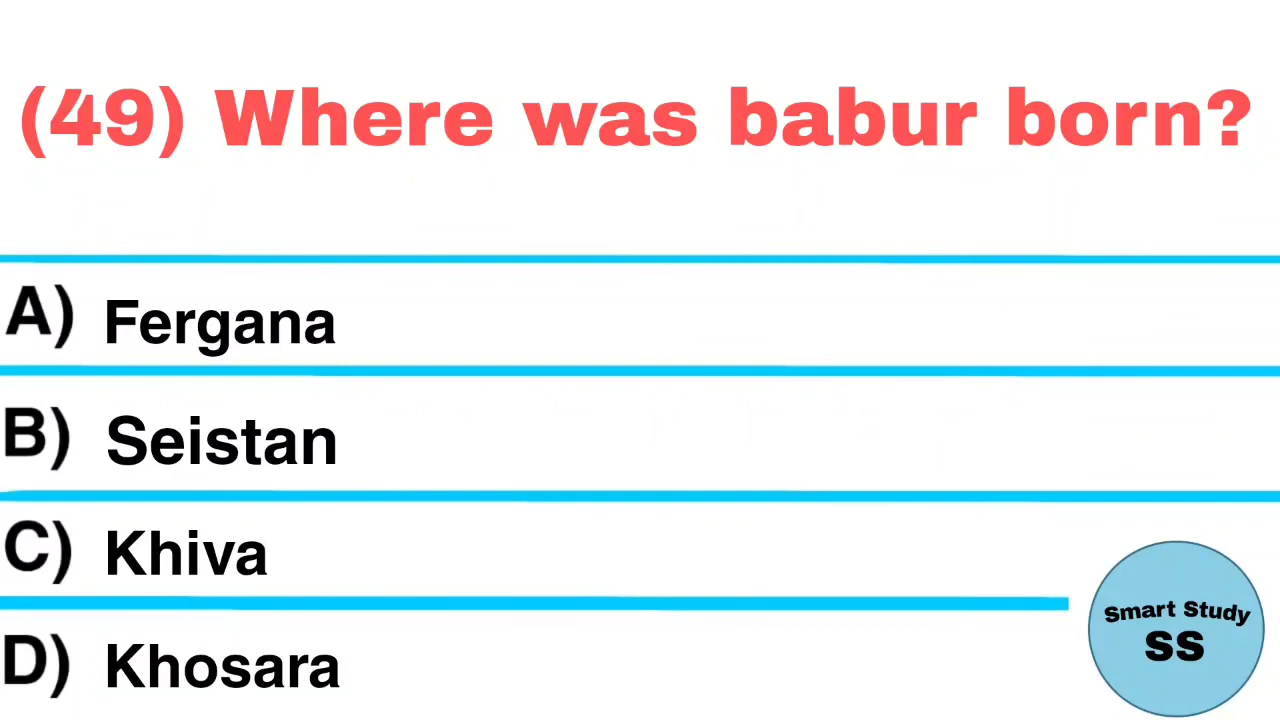 (49) Where was babur born?
A) Fergana
B) Seistan
C) Khiva
D) Khosara
Smart Study
SS